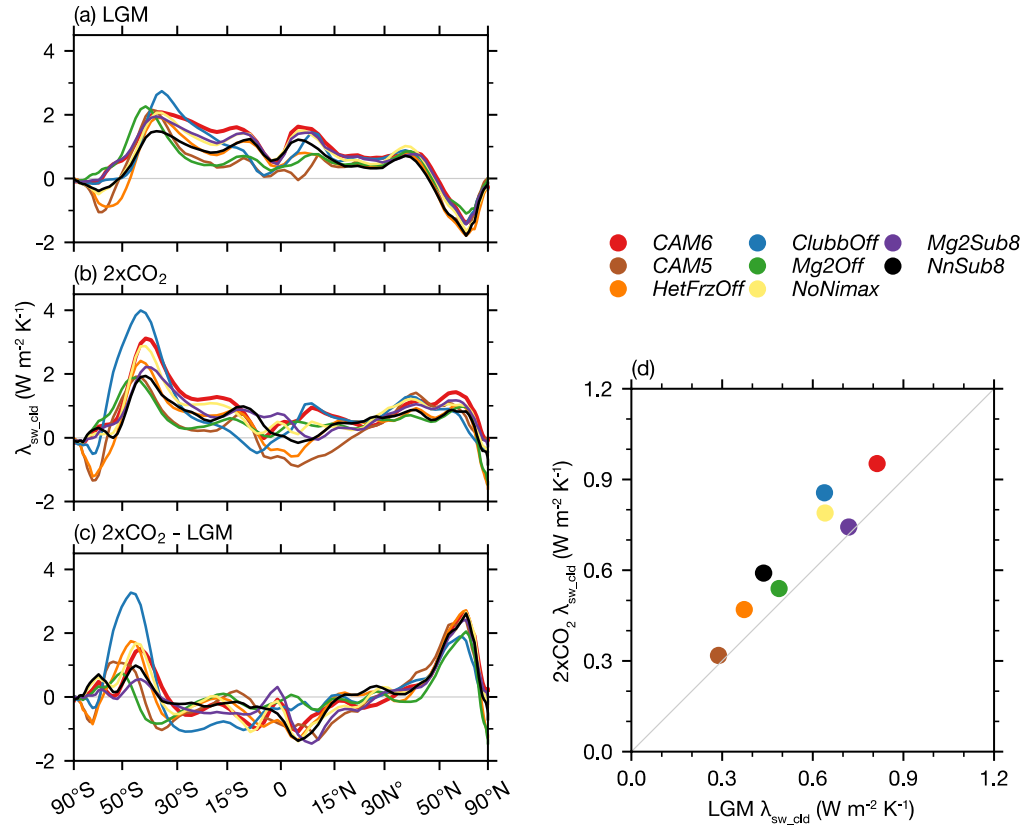 (a) LGM
4
2
0
-2
(b) 2xCO₂
4
2
0
-2
λsw_cld (W m⁻² K⁻¹)
(c) 2xCO₂ - LGM
4
2
0
-2
90°S 50°S 30°S 15°S 0 15°N 30N° 50°N 90°N
CAM6 ClubbOff Mg2Sub8
CAM5 Mg2Off NnSub8
HetFrzOff NoNimax
(d)
1.2
0.9
0.6
0.3
0.0
2xCO₂ λsw_cld (W m⁻² K⁻¹)
0.0 0.3 0.6 0.9 1.2
LGM λsw_cld (W m⁻² K⁻¹)